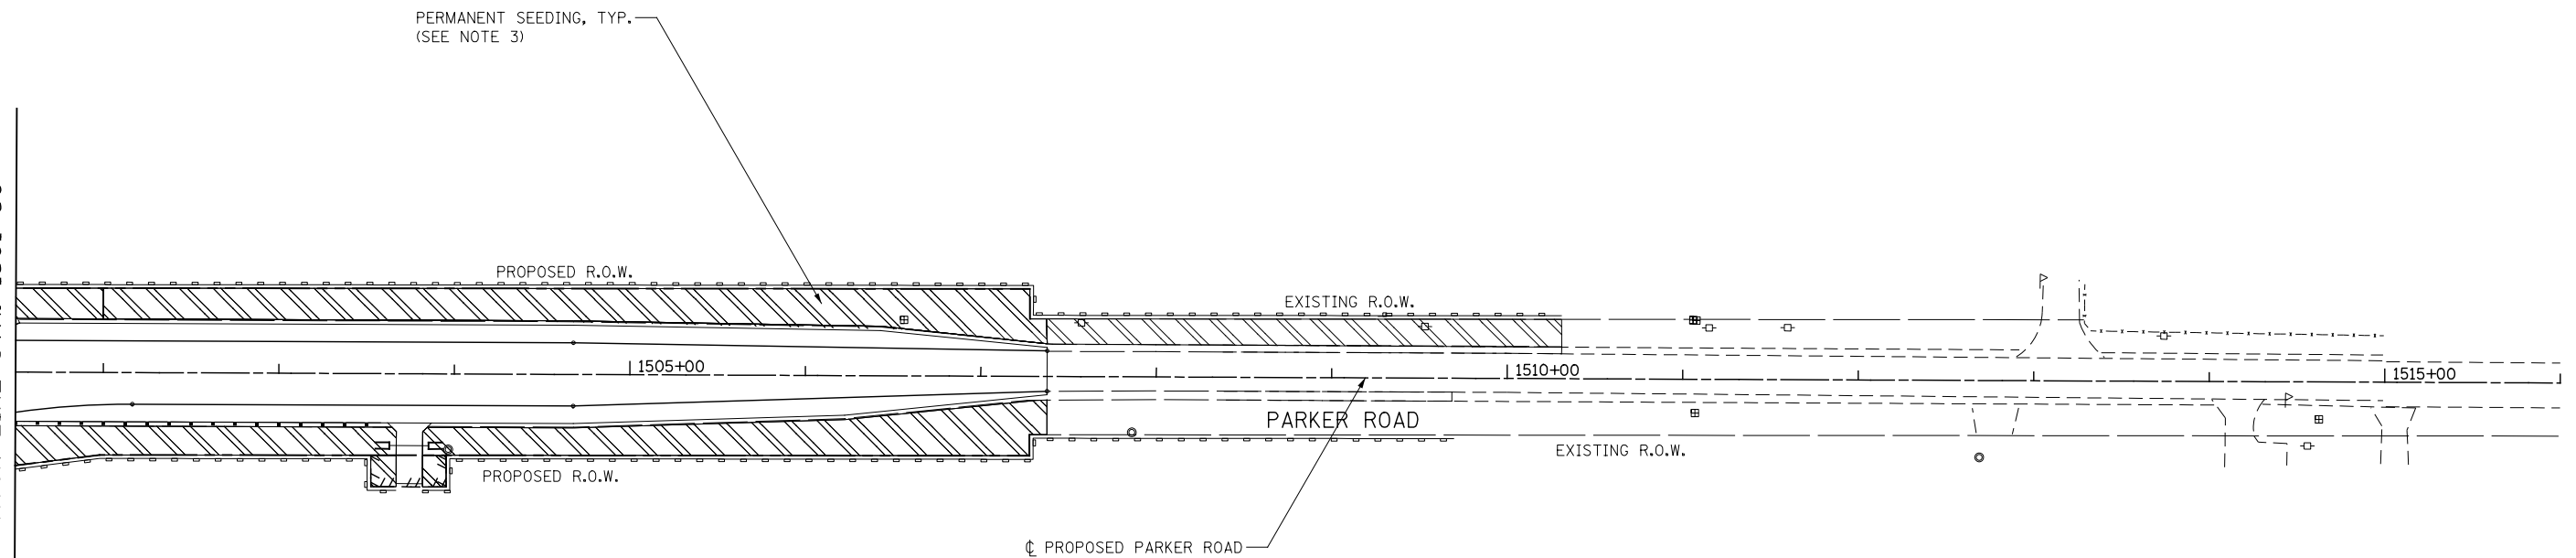 PERMANENT SEEDING, TYP.
(SEE NOTE 3)
PROPOSED R.O.W.
EXISTING R.O.W.
1505+00
1510+00
1515+00
PARKER ROAD
EXISTING R.O.W.
PROPOSED R.O.W.
℄ PROPOSED PARKER ROAD